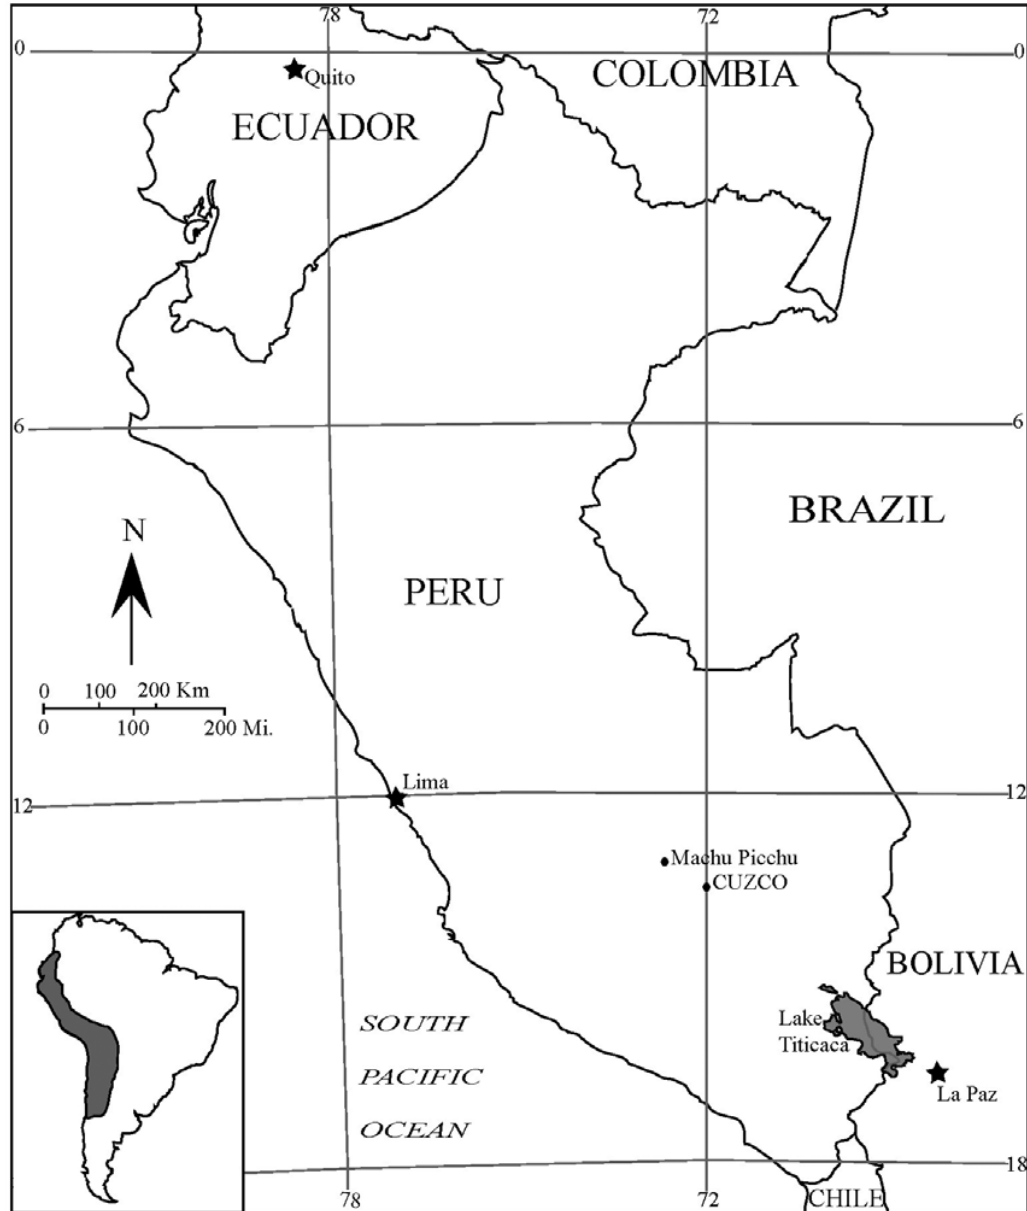 78
72
0
0
Quito
COLOMBIA
ECUADOR
6
6
BRAZIL
N
PERU
0 100 200 Km
0 100 200 Mi.
Lima
12
12
Machu Picchu
CUZCO
BOLIVIA
SOUTH
PACIFIC
OCEAN
Lake
Titicaca
La Paz
18
78
72
CHILE